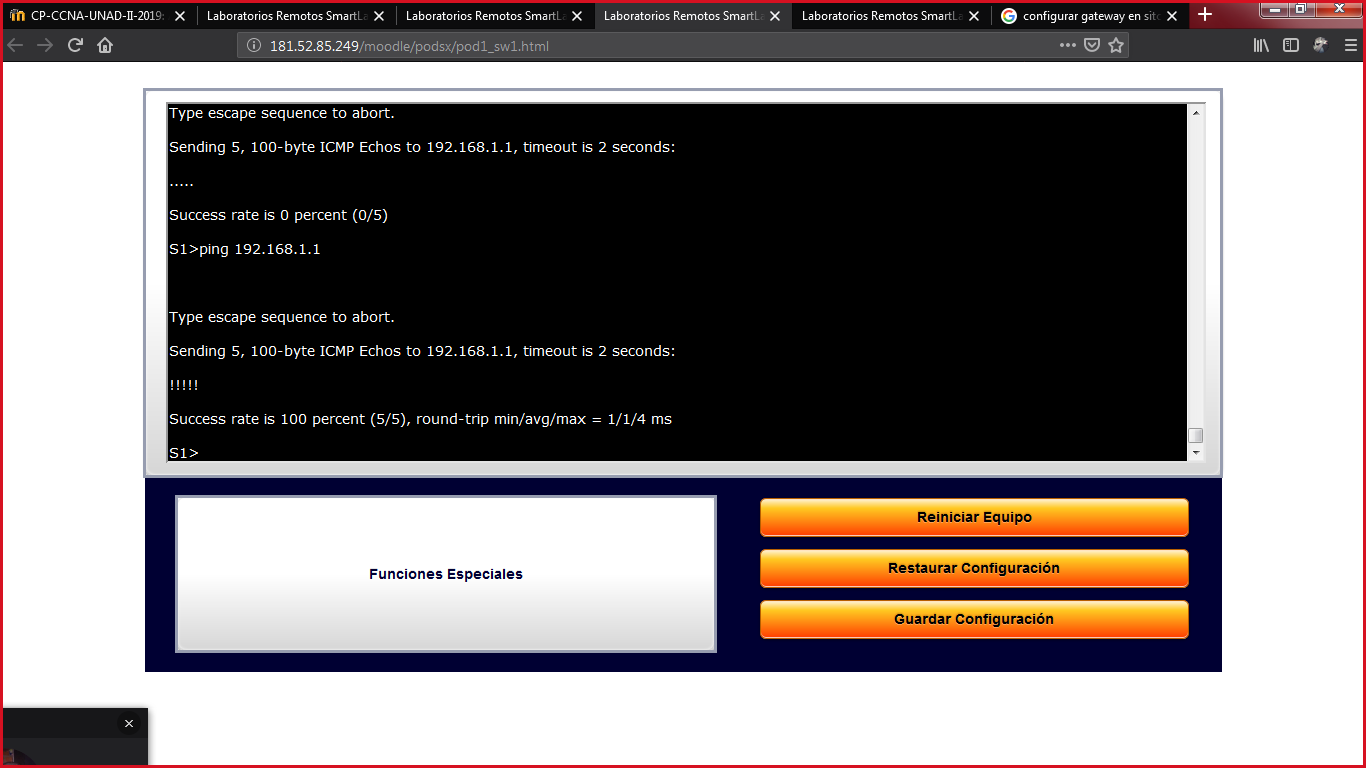 CP-CCNA-UNAD-II-2019:
Laboratorios Remotos SmartLa
Laboratorios Remotos SmartLa
Laboratorios Remotos SmartLa
Laboratorios Remotos SmartLa
configurar gateway en sit
181.52.85.249/moodle/podsx/pod1_sw1.html
Type escape sequence to abort.
Sending 5, 100-byte ICMP Echos to 192.168.1.1, timeout is 2 seconds:
.....
Success rate is 0 percent (0/5)
S1>ping 192.168.1.1
Type escape sequence to abort.
Sending 5, 100-byte ICMP Echos to 192.168.1.1, timeout is 2 seconds:
!!!!!
Success rate is 100 percent (5/5), round-trip min/avg/max = 1/1/4 ms
S1>
Funciones Especiales
Reiniciar Equipo
Restaurar Configuración
Guardar Configuración